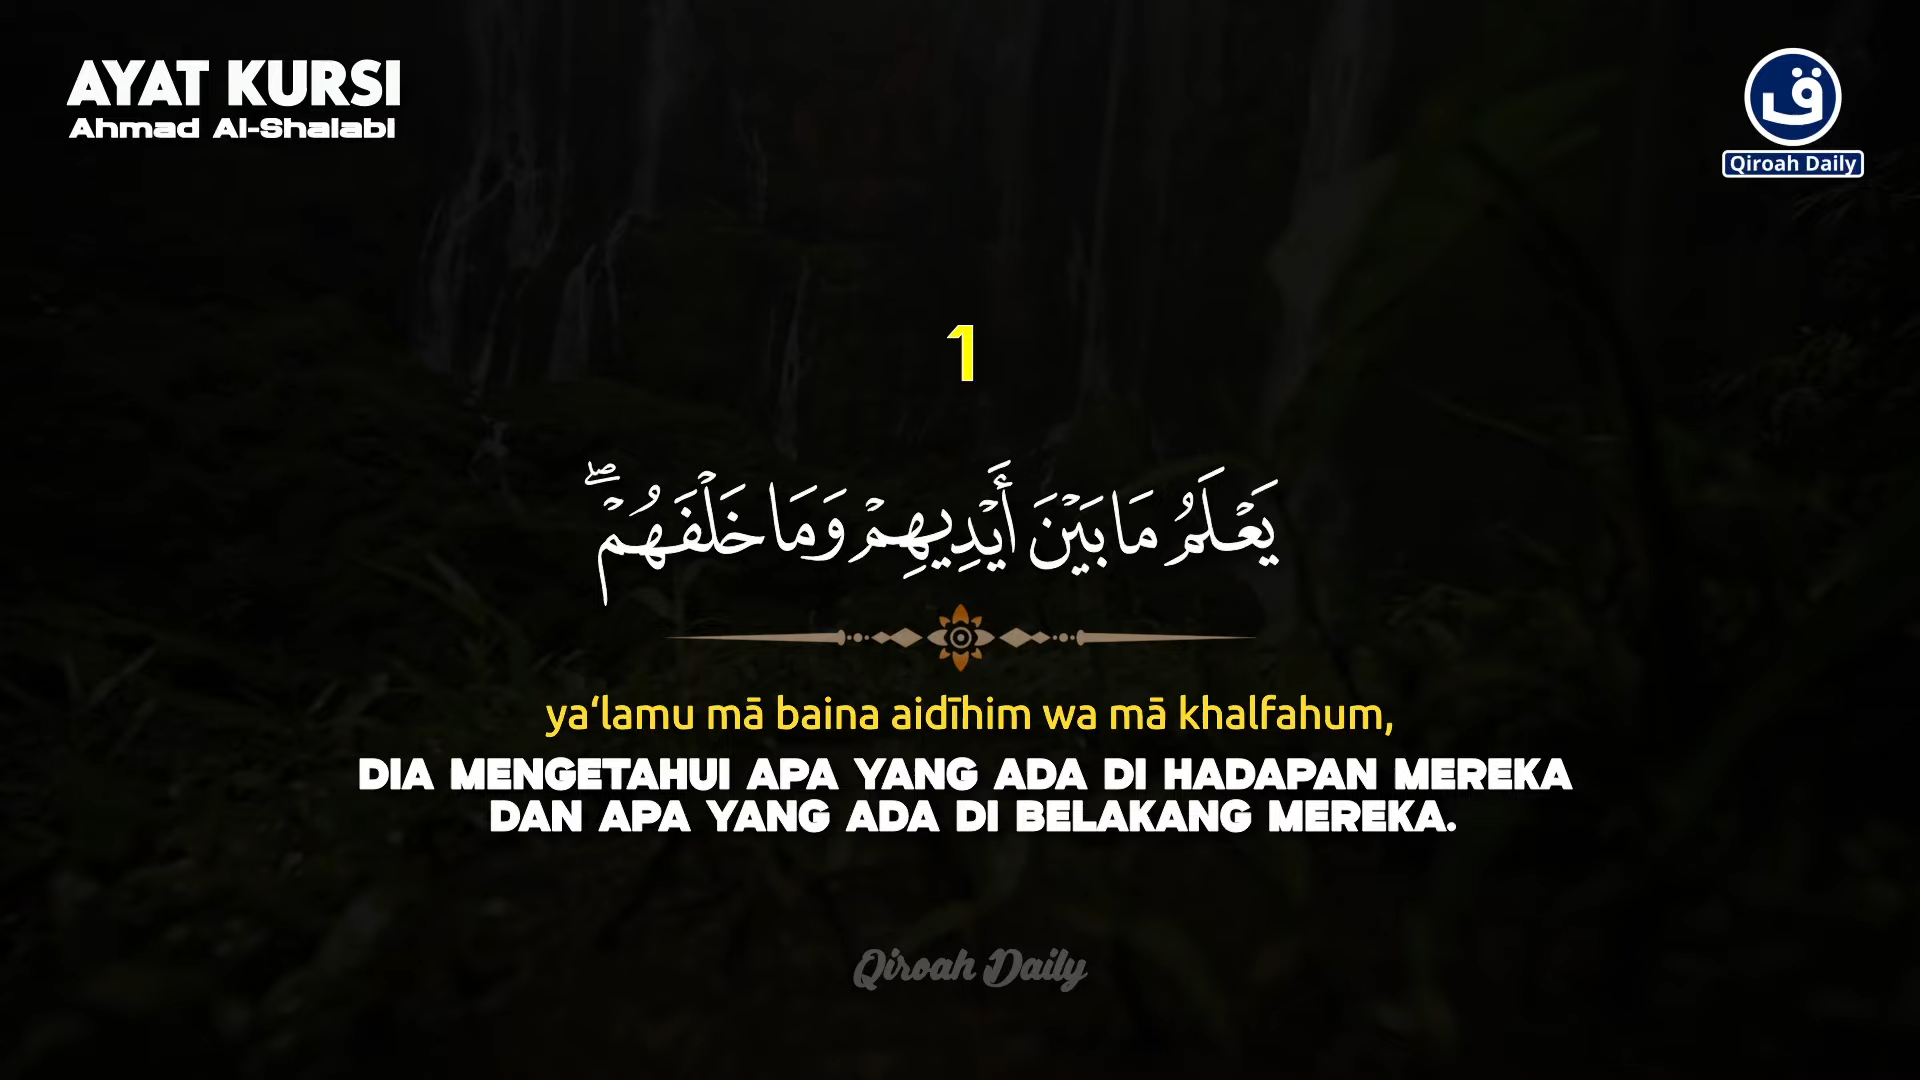 AYAT KURSI
Ahmad Al-Shalabi
ق
Qiroah Daily
1
يَعْلَمُ مَا بَيْنَ أَيْدِيهِمْ وَمَا خَلْفَهُمْ ۖ
ya‘lamu mā baina aidīhim wa mā khalfahum,
DIA MENGETAHUI APA YANG ADA DI HADAPAN MEREKA
DAN APA YANG ADA DI BELAKANG MEREKA.
Qiroah Daily